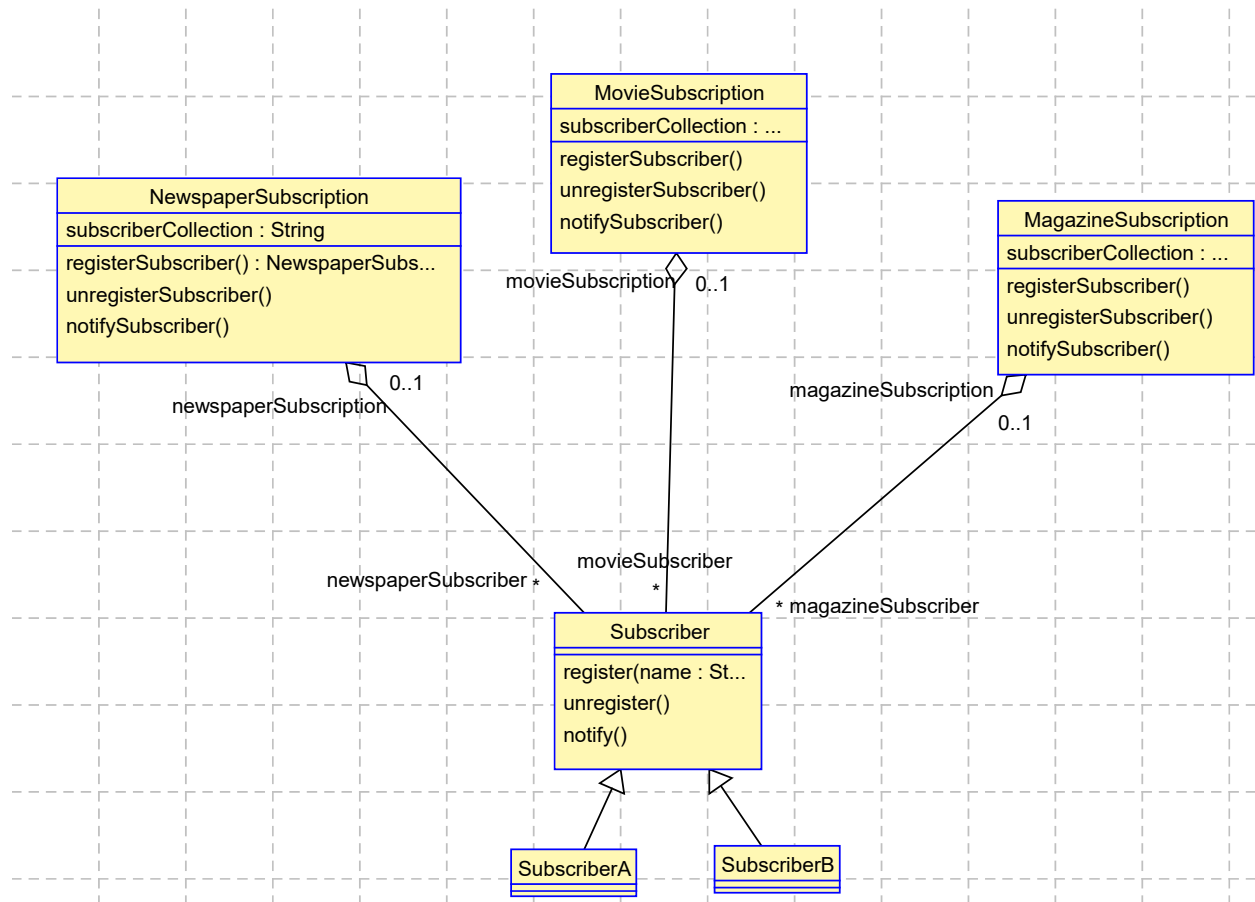 MovieSubscription
subscriberCollection : ...
registerSubscriber()
unregisterSubscriber()
notifySubscriber()
NewspaperSubscription
subscriberCollection : String
registerSubscriber() : NewspaperSubs...
unregisterSubscriber()
notifySubscriber()
MagazineSubscription
subscriberCollection : ...
registerSubscriber()
unregisterSubscriber()
notifySubscriber()
movieSubscription
0..1
0..1
newspaperSubscription
magazineSubscription
0..1
movieSubscriber
*
newspaperSubscriber *
* magazineSubscriber
Subscriber
register(name : St...
unregister()
notify()
SubscriberA
SubscriberB